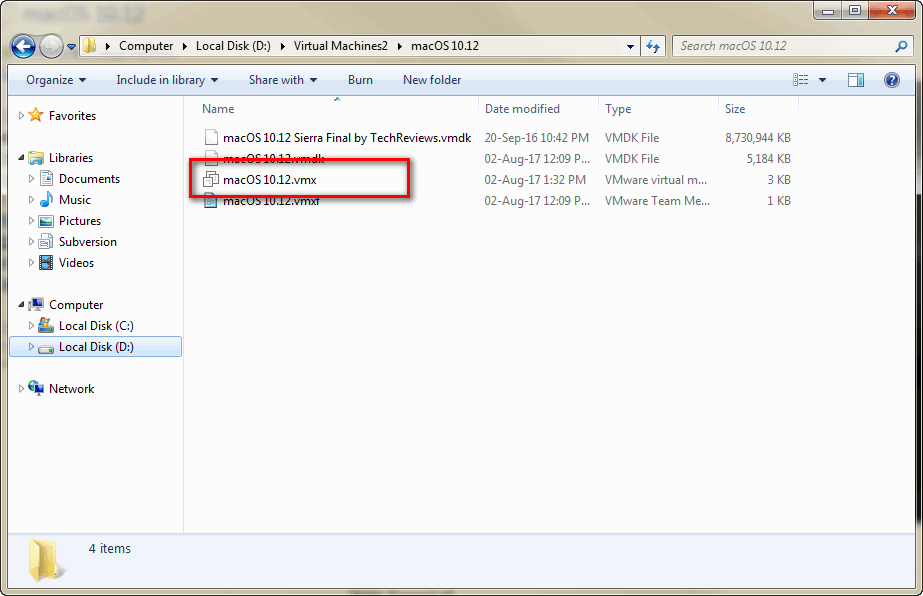 macOS 10.12
Computer Local Disk (D:) Virtual Machines2 macOS 10.12 Search macOS 10.12
Organize Include in library Share with Burn New folder
Name Date modified Type Size
Favorites
Libraries
Documents
Music
Pictures
Subversion
Videos
Computer
Local Disk (C:)
Local Disk (D:)
Network
macOS 10.12 Sierra Final by TechReviews.vmdk 20-Sep-16 10:42 PM VMDK File 8,730,944 KB
macOS 10.12.vmdk 02-Aug-17 12:09 P... VMDK File 5,184 KB
macOS 10.12.vmx 02-Aug-17 1:32 PM VMware virtual m... 3 KB
macOS 10.12.vmxf 02-Aug-17 12:09 P... VMware Team Me... 1 KB
4 items